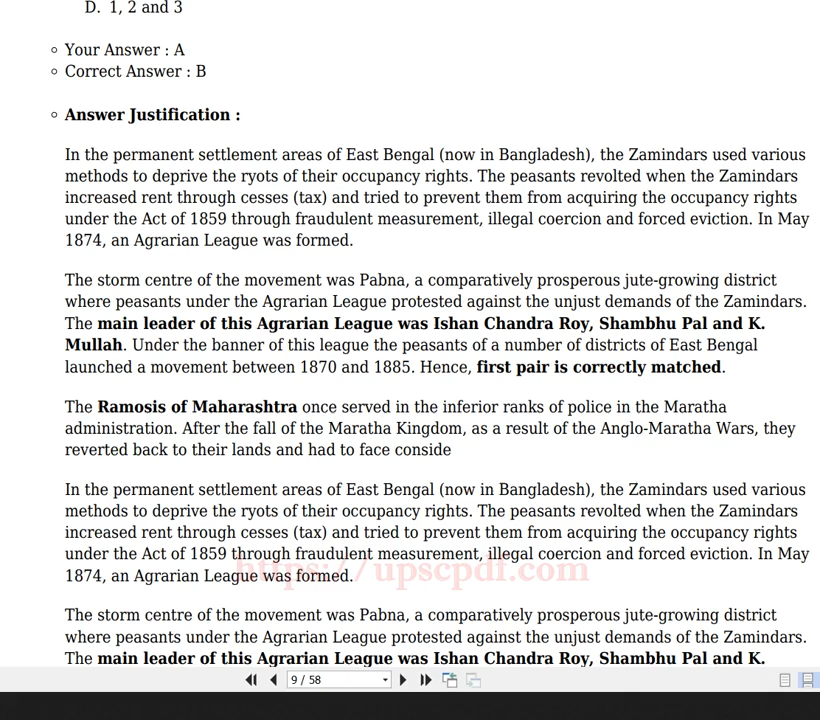 D. 1, 2 and 3
Your Answer : A
Correct Answer : B
Answer Justification :
In the permanent settlement areas of East Bengal (now in Bangladesh), the Zamindars used various
methods to deprive the ryots of their occupancy rights. The peasants revolted when the Zamindars
increased rent through cesses (tax) and tried to prevent them from acquiring the occupancy rights
under the Act of 1859 through fraudulent measurement, illegal coercion and forced eviction. In May
1874, an Agrarian League was formed.
The storm centre of the movement was Pabna, a comparatively prosperous jute-growing district
where peasants under the Agrarian League protested against the unjust demands of the Zamindars.
The main leader of this Agrarian League was Ishan Chandra Roy, Shambhu Pal and K.
Mullah. Under the banner of this league the peasants of a number of districts of East Bengal
launched a movement between 1870 and 1885. Hence, first pair is correctly matched.
The Ramosis of Maharashtra once served in the inferior ranks of police in the Maratha
administration. After the fall of the Maratha Kingdom, as a result of the Anglo-Maratha Wars, they
reverted back to their lands and had to face conside
In the permanent settlement areas of East Bengal (now in Bangladesh), the Zamindars used various
methods to deprive the ryots of their occupancy rights. The peasants revolted when the Zamindars
increased rent through cesses (tax) and tried to prevent them from acquiring the occupancy rights
under the Act of 1859 through fraudulent measurement, illegal coercion and forced eviction. In May
https://upscpdf.com
1874, an Agrarian League was formed.
The storm centre of the movement was Pabna, a comparatively prosperous jute-growing district
where peasants under the Agrarian League protested against the unjust demands of the Zamindars.
The main leader of this Agrarian League was Ishan Chandra Roy, Shambhu Pal and K.
9 / 58